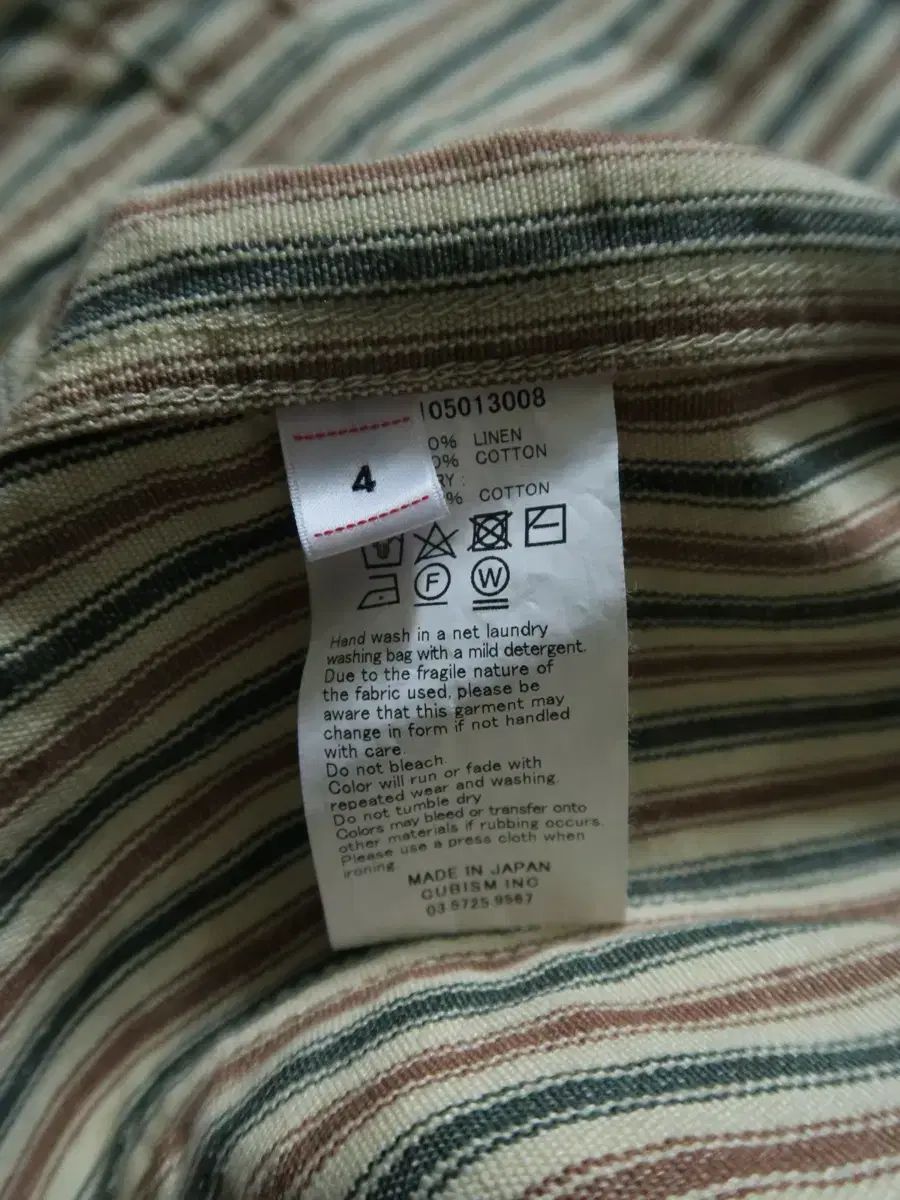 4
05013008
0% LINEN
0% COTTON
RY :
% COTTON
F W
Hand wash in a net laundry
washing bag with a mild detergent.
Due to the fragile nature of
the fabric used, please be
aware that this garment may
change in form if not handled
with care.
Do not bleach.
Color will run or fade with
repeated wear and washing.
Do not tumble dry
Colors may bleed or transfer onto
other materials if rubbing occurs.
Please use a press cloth when
ironing.
MADE IN JAPAN
CUBISM INC
03.5725.9567